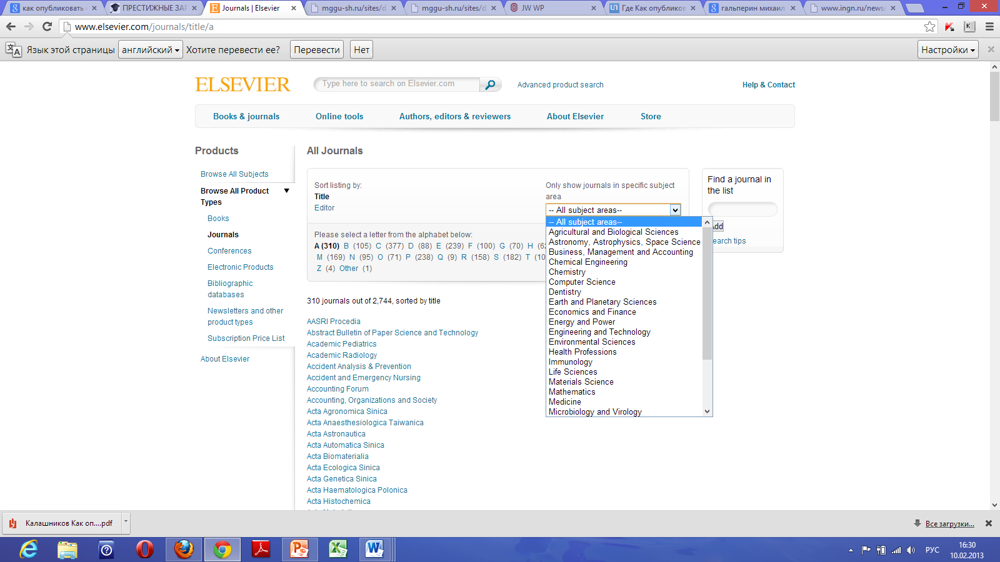 как опубликовать
ПРЕСТИЖНЫЕ ЗАР
Journals | Elsevier
mggu-sh.ru/sites/d
mggu-sh.ru/sites/d
JW WP
Где Как опубликов
гальперин михаил
www.ingn.ru/news/
www.elsevier.com/journals/title/a
Язык этой страницы английский Хотите перевести ее? Перевести Нет Настройки
ELSEVIER
Type here to search on Elsevier.com
Advanced product search
Help & Contact
Books & journals Online tools Authors, editors & reviewers About Elsevier Store
Products
Browse All Subjects
Browse All Product
Types
Books
Journals
Conferences
Electronic Products
Bibliographic
databases
Newsletters and other
product types
Subscription Price List
About Elsevier
All Journals
Sort listing by:
Title
Editor
Only show journals in specific subject
area
-- All subject areas--
Please select a letter from the alphabet below:
A (310) B (105) C (377) D (88) E (239) F (100) G (70) H (62
M (169) N (95) O (71) P (238) Q (9) R (158) S (182) T (10
Z (4) Other (1)
-- All subject areas--
Agricultural and Biological Sciences
Astronomy, Astrophysics, Space Science
Business, Management and Accounting
Chemical Engineering
Chemistry
Computer Science
Dentistry
Earth and Planetary Sciences
Economics and Finance
Energy and Power
Engineering and Technology
Environmental Sciences
Health Professions
Immunology
Life Sciences
Materials Science
Mathematics
Medicine
Microbiology and Virology
Find a journal in
the list
dd
earch tips
310 journals out of 2,744, sorted by title
AASRI Procedia
Abstract Bulletin of Paper Science and Technology
Academic Pediatrics
Academic Radiology
Accident Analysis & Prevention
Accident and Emergency Nursing
Accounting Forum
Accounting, Organizations and Society
Acta Agronomica Sinica
Acta Anaesthesiologica Taiwanica
Acta Astronautica
Acta Automatica Sinica
Acta Biomaterialia
Acta Ecologica Sinica
Acta Genetica Sinica
Acta Haematologica Polonica
Acta Histochemica
Калашников Как оп....pdf
Все загрузки...
РУС
16:30
10.02.2013